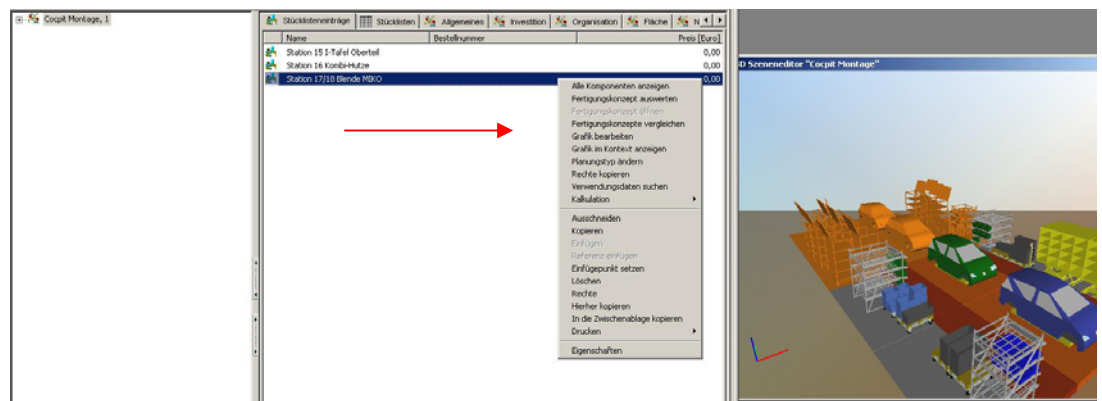 Cocpit Montage, 1
Stücklisteneinträge Stücklisten Allgemeines Investition Organisation Fläche N
Name Bestellnummer Preis [Euro]
Station 15 I-Tafel Oberteil 0,00
Station 16 Kombi-Hutze 0,00
Station 17/18 Blende MIKO 0,00
3D Szeneneditor "Cocpit Montage"
Alle Komponenten anzeigen
Fertigungskonzept auswerten
Fertigungskonzept öffnen
Fertigungskonzepte vergleichen
Grafik bearbeiten
Grafik im Kontext anzeigen
Planungstyp ändern
Rechte kopieren
Verwendungsdaten suchen
Kalkulation
Ausschneiden
Kopieren
Einfügen
Referenz einfügen
Einfügepunkt setzen
Löschen
Rechte
Hierher kopieren
In die Zwischenablage kopieren
Drucken
Eigenschaften